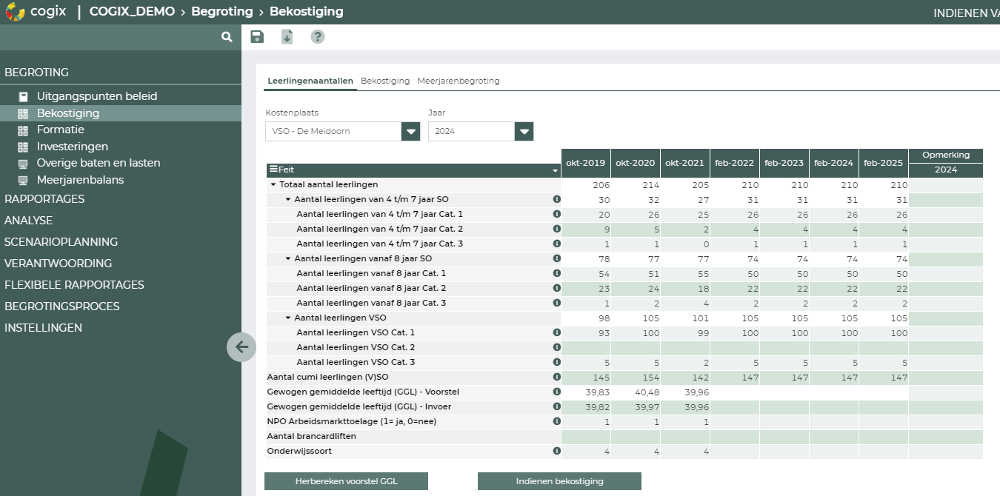 cogix | COGIX_DEMO › Begroting › Bekostiging
INDIENEN VA
?
BEGROTING
Uitgangspunten beleid
Bekostiging
Formatie
Investeringen
Overige baten en lasten
Meerjarenbalans
RAPPORTAGES
ANALYSE
SCENARIOPLANNING
VERANTWOORDING
FLEXIBELE RAPPORTAGES
BEGROTINGSPROCES
INSTELLINGEN
Leerlingenaantallen Bekostiging Meerjarenbegroting
Kostenplaats Jaar
VSO - De Meidoorn 2024
Feit okt-2019 okt-2020 okt-2021 feb-2022 feb-2023 feb-2024 feb-2025 Opmerking
2024
Totaal aantal leerlingen 206 214 205 210 210 210 210
Aantal leerlingen van 4 t/m 7 jaar SO 30 32 27 31 31 31 31
Aantal leerlingen van 4 t/m 7 jaar Cat. 1 20 26 25 26 26 26 26
Aantal leerlingen van 4 t/m 7 jaar Cat. 2 9 5 2 4 4 4 4
Aantal leerlingen van 4 t/m 7 jaar Cat. 3 1 1 0 1 1 1 1
Aantal leerlingen vanaf 8 jaar SO 78 77 77 74 74 74 74
Aantal leerlingen vanaf 8 jaar Cat. 1 54 51 55 50 50 50 50
Aantal leerlingen vanaf 8 jaar Cat. 2 23 24 18 22 22 22 22
Aantal leerlingen vanaf 8 jaar Cat. 3 1 2 4 2 2 2 2
Aantal leerlingen VSO 98 105 101 105 105 105 105
Aantal leerlingen VSO Cat. 1 93 100 99 100 100 100 100
Aantal leerlingen VSO Cat. 2
Aantal leerlingen VSO Cat. 3 5 5 2 5 5 5 5
Aantal cumi leerlingen (V)SO 145 154 142 147 147 147 147
Gewogen gemiddelde leeftijd (GGL) - Voorstel 39,83 40,48 39,96
Gewogen gemiddelde leeftijd (GGL) - Invoer 39,82 39,97 39,96
NPO Arbeidsmarkttoelage (1= ja, 0=nee) 1 1 1
Aantal brancardliften
Onderwijssoort 4 4 4
Herbereken voorstel GGL Indienen bekostiging